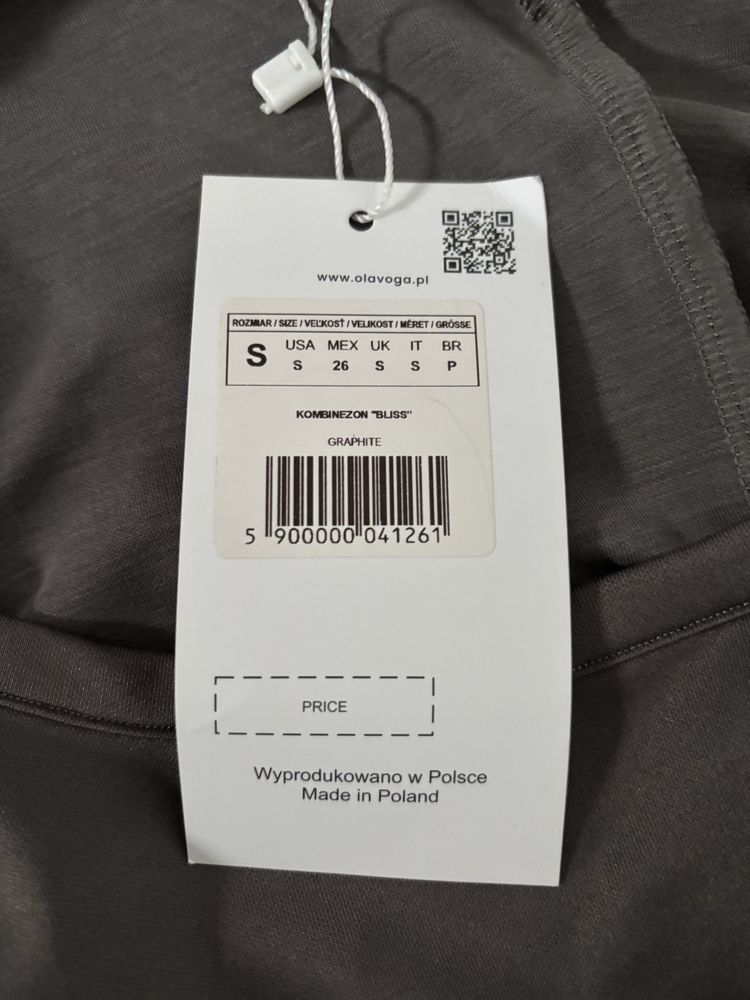 www.olavoga.pl
ROZMIAR / SIZE / VEĽKOSŤ / VELIKOST / MÉRET / GRÖSSE
S USA MEX UK IT BR
S 26 S S P
KOMBINEZON "BLISS"
GRAPHITE
5 900000 041261
PRICE
Wyprodukowano w Polsce
Made in Poland